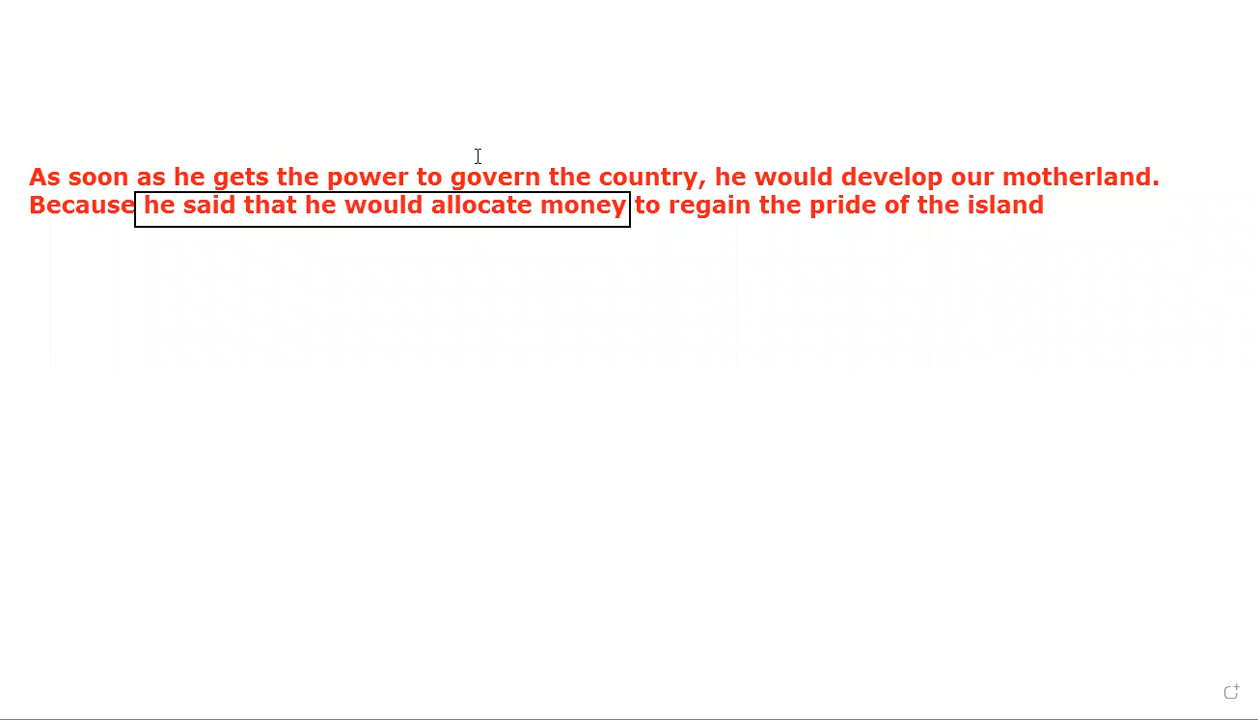 As soon as he gets the power to govern the country, he would develop our motherland.
Because he said that he would allocate money to regain the pride of the island